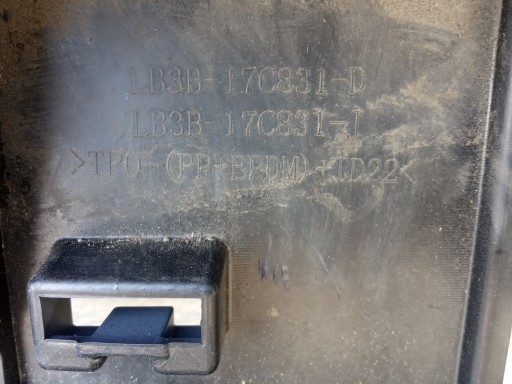 LB3B-17C831-D
LB3B-17C831-I
>TPO-(PP+EPDM)+TD22<